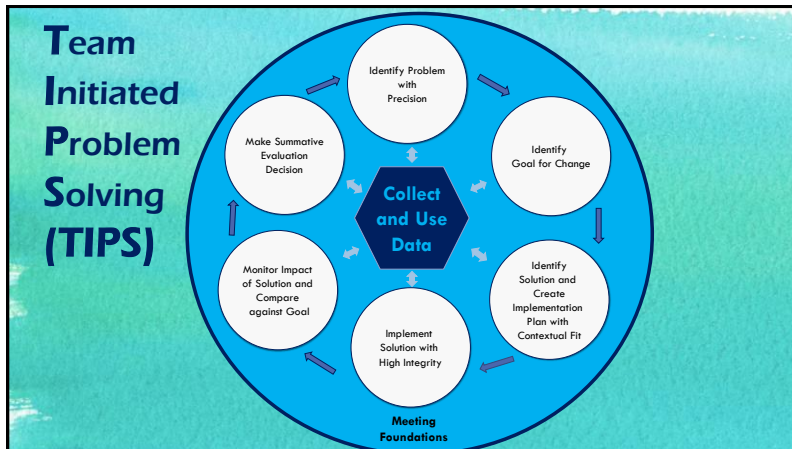 Team
Initiated
Problem
Solving
(TIPS)
Identify Problem
with
Precision
Identify
Goal for Change
Identify
Solution and
Create
Implementation
Plan with
Contextual Fit
Implement
Solution with
High Integrity
Monitor Impact
of Solution and
Compare
against Goal
Make Summative
Evaluation
Decision
Collect
and Use
Data
Meeting
Foundations